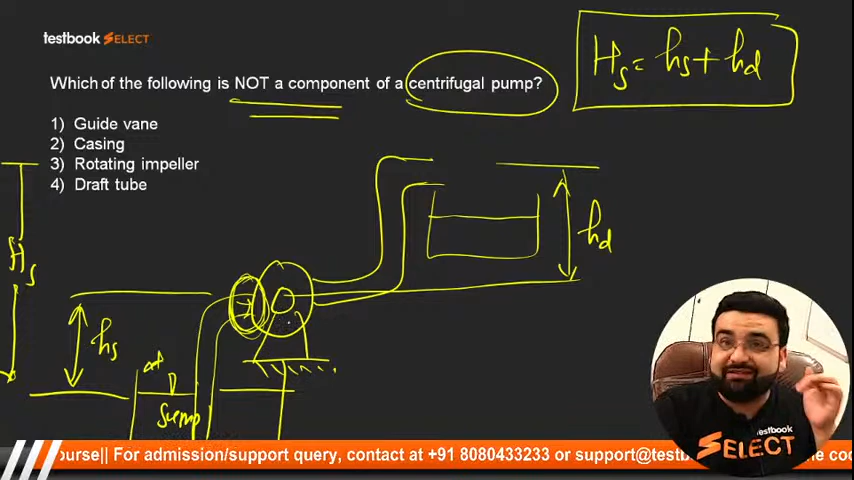 testbook SELECT
Hs = hs + hd
Which of the following is NOT a component of a centrifugal pump?
1) Guide vane
2) Casing
3) Rotating impeller
4) Draft tube
Hs
hd
hs
Sump
testbook
SELECT
ourse|| For admission/support query, contact at +91 8080433233 or support@testb
he co